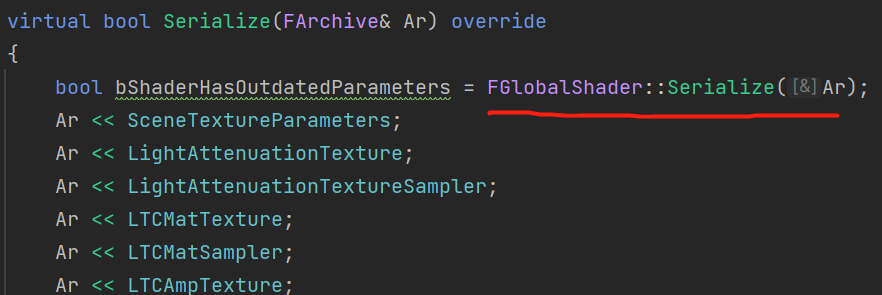 virtual bool Serialize(FArchive& Ar) override
{
bool bShaderHasOutdatedParameters = FGlobalShader::Serialize([&]Ar);
Ar << SceneTextureParameters;
Ar << LightAttenuationTexture;
Ar << LightAttenuationTextureSampler;
Ar << LTCMatTexture;
Ar << LTCMatSampler;
Ar << LTCAmpTexture;